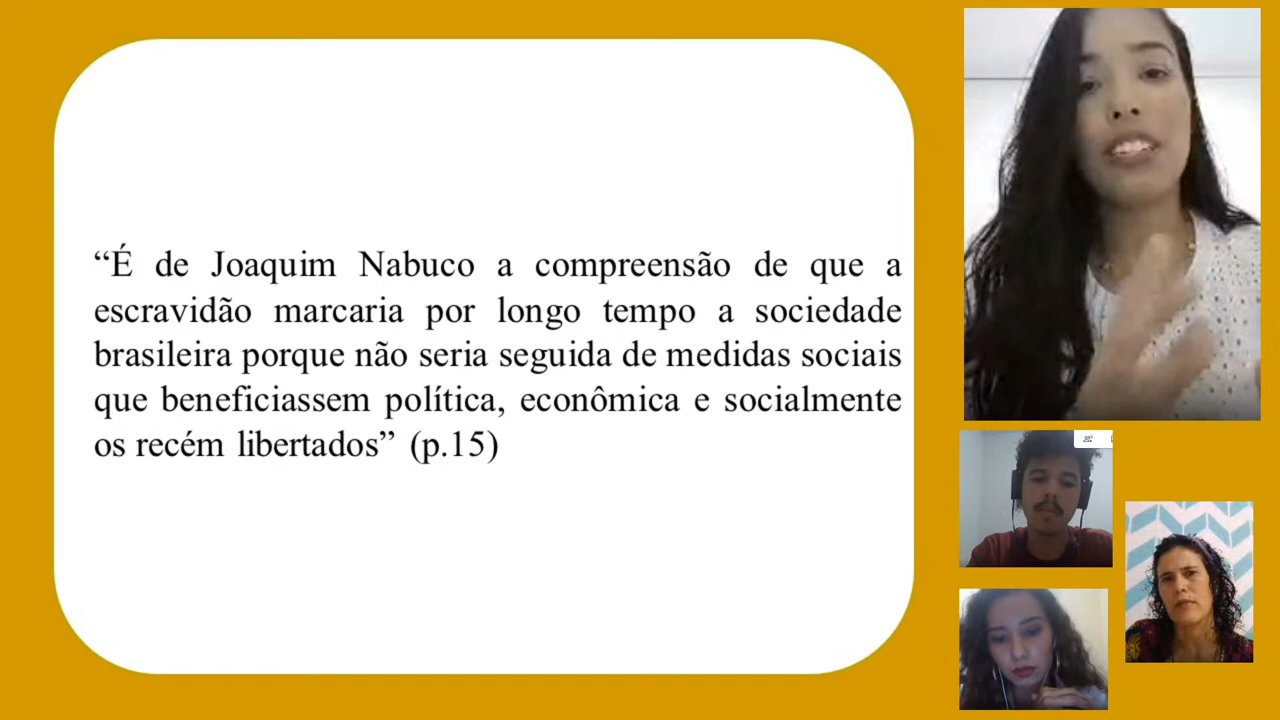 “É de Joaquim Nabuco a compreensão de que a
escravidão marcaria por longo tempo a sociedade
brasileira porque não seria seguida de medidas sociais
que beneficiassem política, econômica e socialmente
os recém libertados” (p.15)